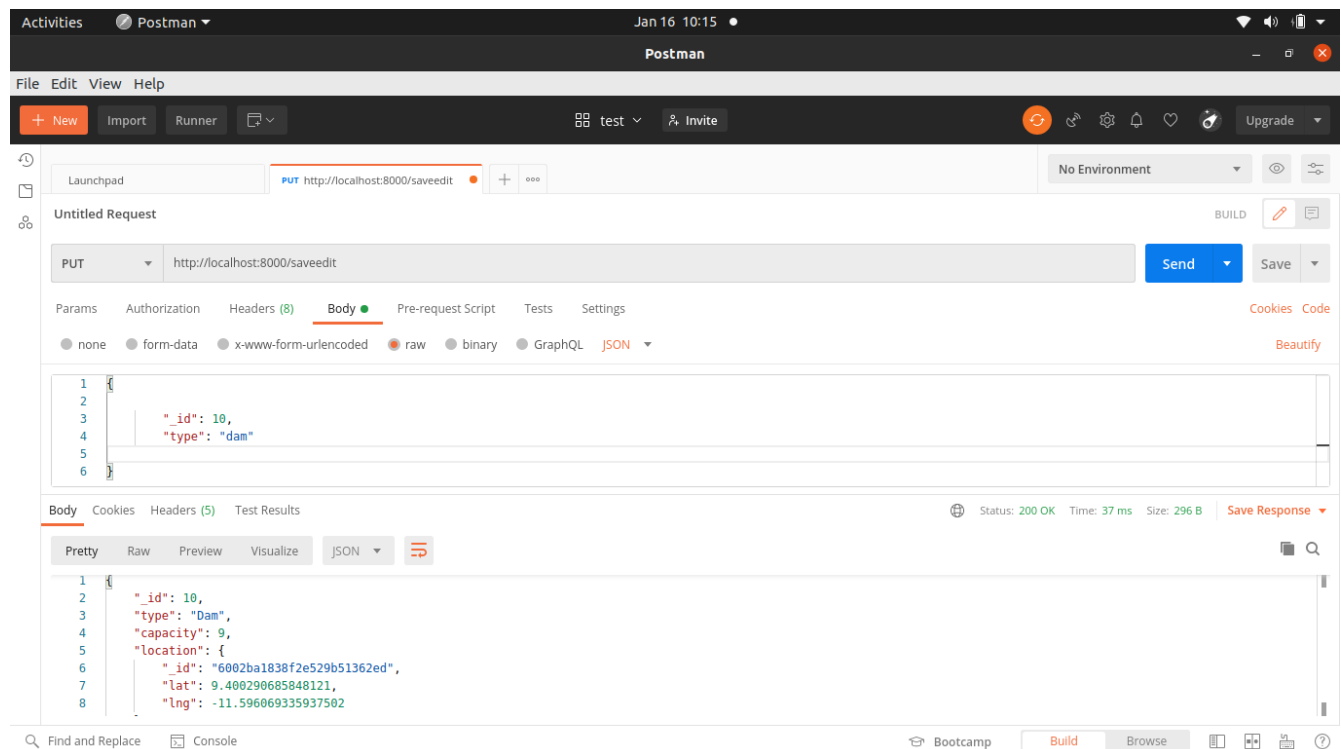 Activities Postman Jan 16 10:15
Postman
File Edit View Help
+ New Import Runner test Invite Upgrade
Launchpad PUT http://localhost:8000/saveedit + ooo No Environment
Untitled Request BUILD
PUT http://localhost:8000/saveedit Send Save
Params Authorization Headers (8) Body Pre-request Script Tests Settings Cookies Code
none form-data x-www-form-urlencoded raw binary GraphQL JSON Beautify
1 {
2
3 "_id": 10,
4 "type": "dam"
5
6 }
Body Cookies Headers (5) Test Results Status: 200 OK Time: 37 ms Size: 296 B Save Response
Pretty Raw Preview Visualize JSON
1 {
2 "_id": 10,
3 "type": "Dam",
4 "capacity": 9,
5 "location": {
6 "_id": "6002ba1838f2e529b51362ed",
7 "lat": 9.400290685848121,
8 "lng": -11.596069335937502
Find and Replace Console Bootcamp Build Browse